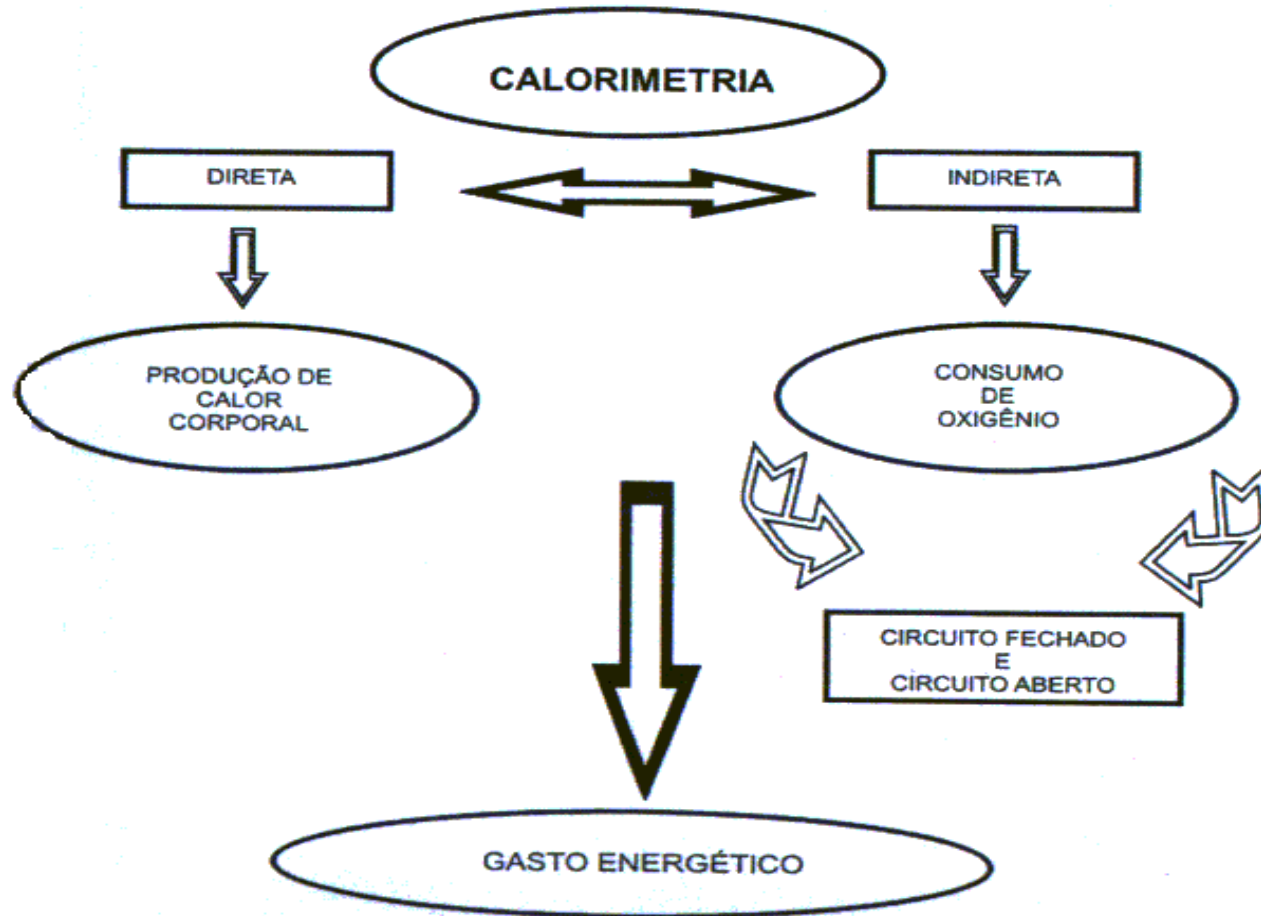 CALORIMETRIA
DIRETA
INDIRETA
PRODUÇÃO DE
CALOR
CORPORAL
CONSUMO
DE
OXIGÊNIO
CIRCUITO FECHADO
E
CIRCUITO ABERTO
GASTO ENERGÉTICO